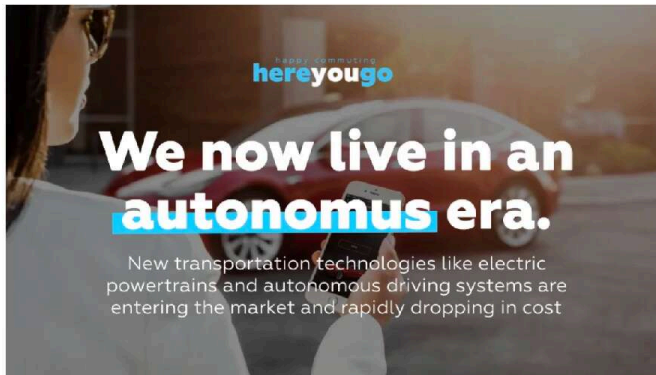 happy commuting
hereyougo
We now live in an
autonomus era.
New transportation technologies like electric
powertrains and autonomous driving systems are
entering the market and rapidly dropping in cost